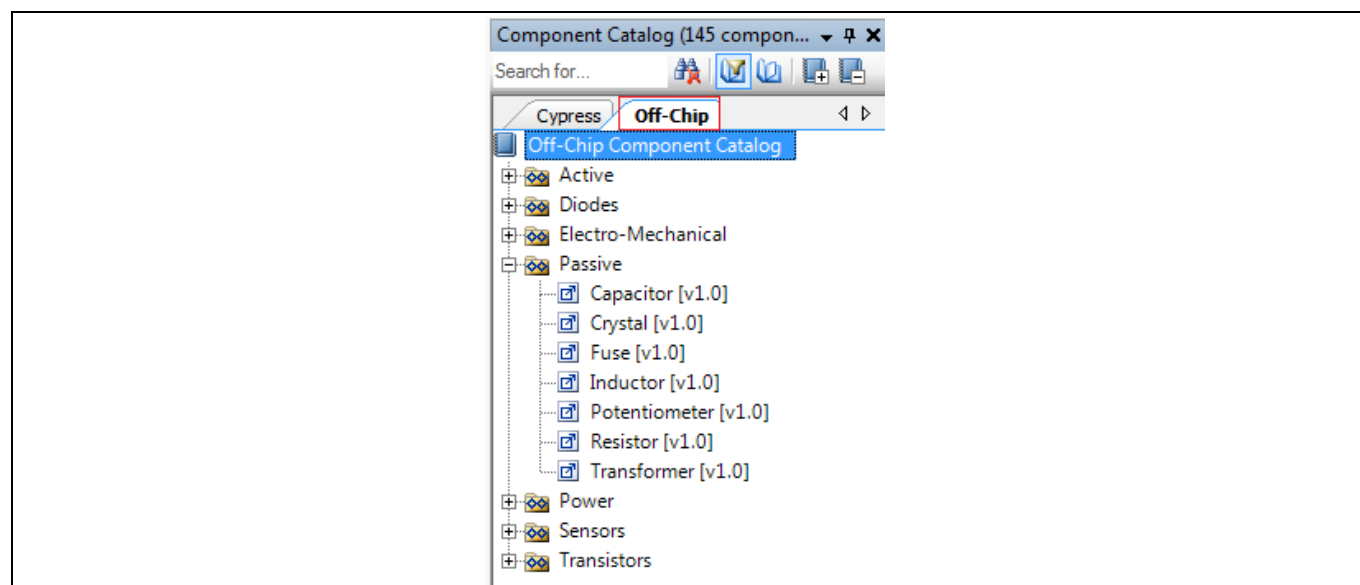 Component Catalog (145 compon...
Search for...
Cypress Off-Chip
Off-Chip Component Catalog
Active
Diodes
Electro-Mechanical
Passive
Capacitor [v1.0]
Crystal [v1.0]
Fuse [v1.0]
Inductor [v1.0]
Potentiometer [v1.0]
Resistor [v1.0]
Transformer [v1.0]
Power
Sensors
Transistors